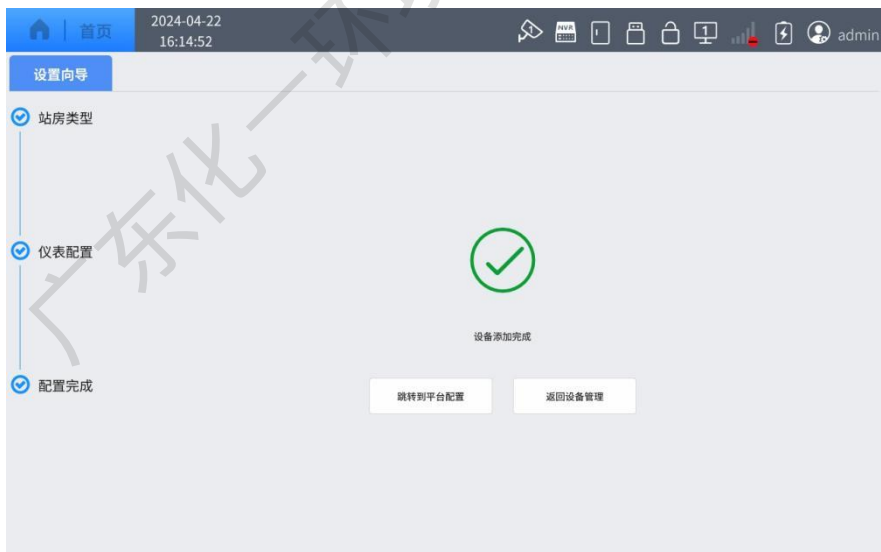 首页
2024-04-22
16:14:52
1
NVR
1
admin
设置向导
站房类型
仪表配置
设备添加完成
配置完成
跳转到平台配置
返回设备管理
广东化一环